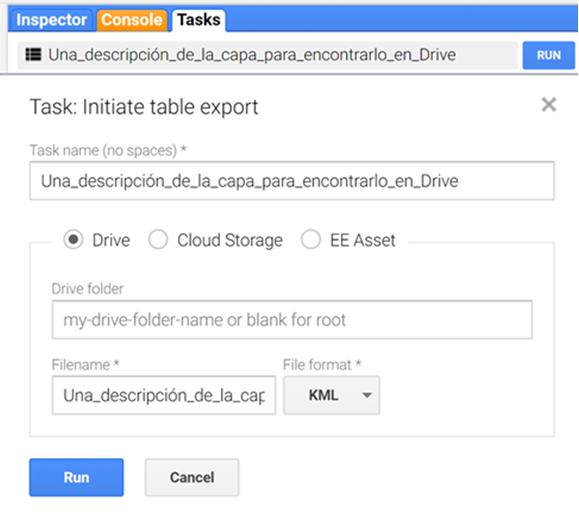 Inspector Console Tasks
Una_descripción_de_la_capa_para_encontrarlo_en_Drive RUN
Task: Initiate table export
Task name (no spaces) *
Una_descripción_de_la_capa_para_encontrarlo_en_Drive
Drive Cloud Storage EE Asset
Drive folder
my-drive-folder-name or blank for root
Filename * File format *
Una_descripción_de_la_cap KML
Run Cancel